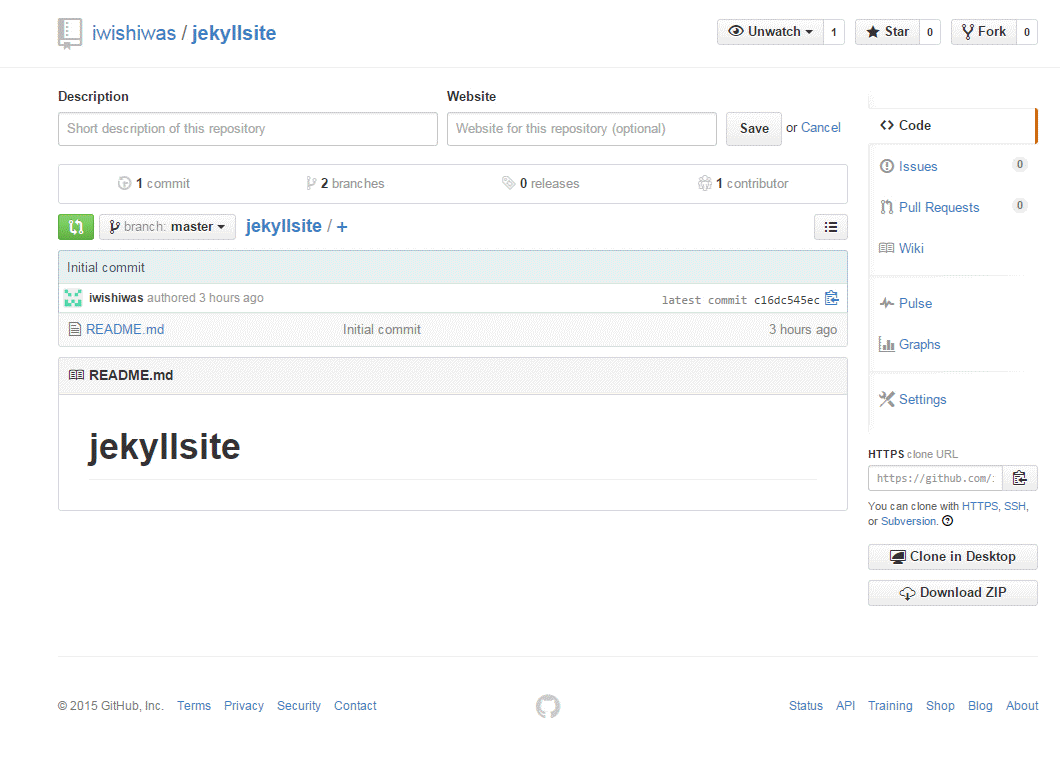 iwishiwas / jekyllsite
Unwatch 1 Star 0 Fork 0
Description Website
Short description of this repository Website for this repository (optional) Save or Cancel
1 commit 2 branches 0 releases 1 contributor
branch: master jekyllsite / +
Initial commit
iwishiwas authored 3 hours ago latest commit c16dc545ec
README.md Initial commit 3 hours ago
README.md
jekyllsite
Code
Issues 0
Pull Requests 0
Wiki
Pulse
Graphs
Settings
HTTPS clone URL
https://github.com/
You can clone with HTTPS, SSH,
or Subversion.
Clone in Desktop
Download ZIP
© 2015 GitHub, Inc. Terms Privacy Security Contact Status API Training Shop Blog About